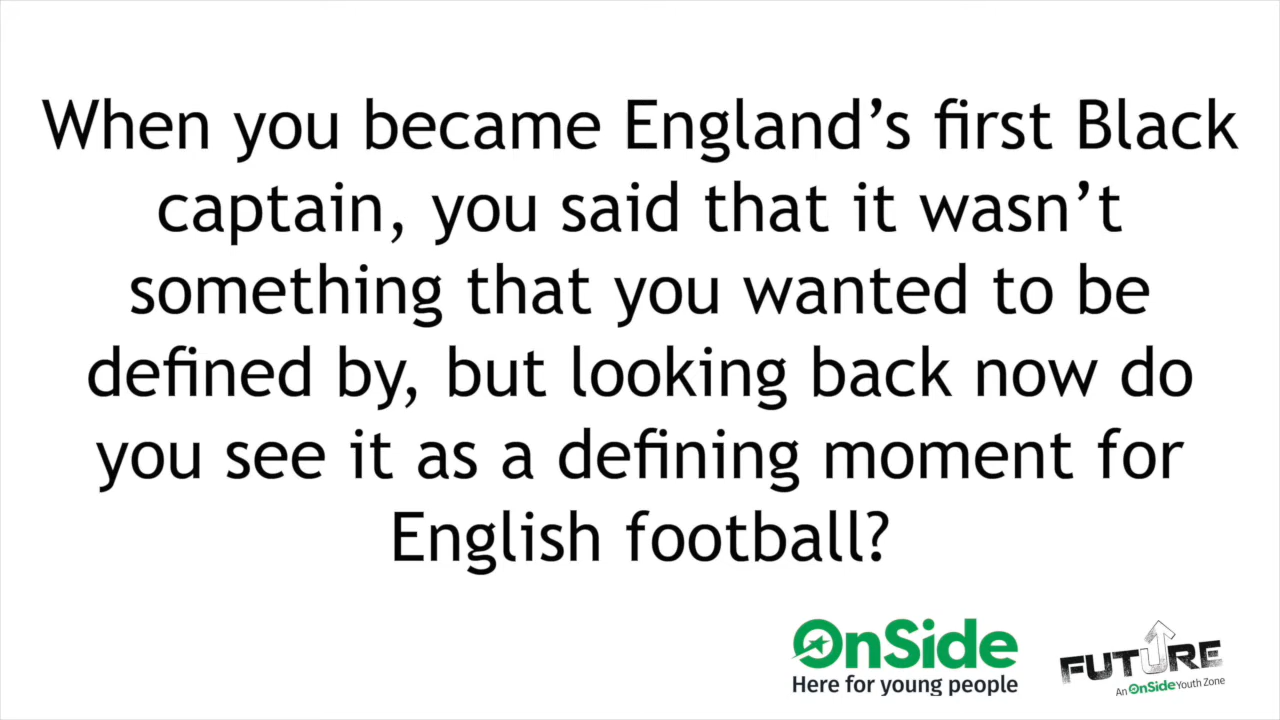 When you became England’s first Black
captain, you said that it wasn’t
something that you wanted to be
defined by, but looking back now do
you see it as a defining moment for
English football?
OnSide
Here for young people
FUTURE
An OnSide Youth Zone